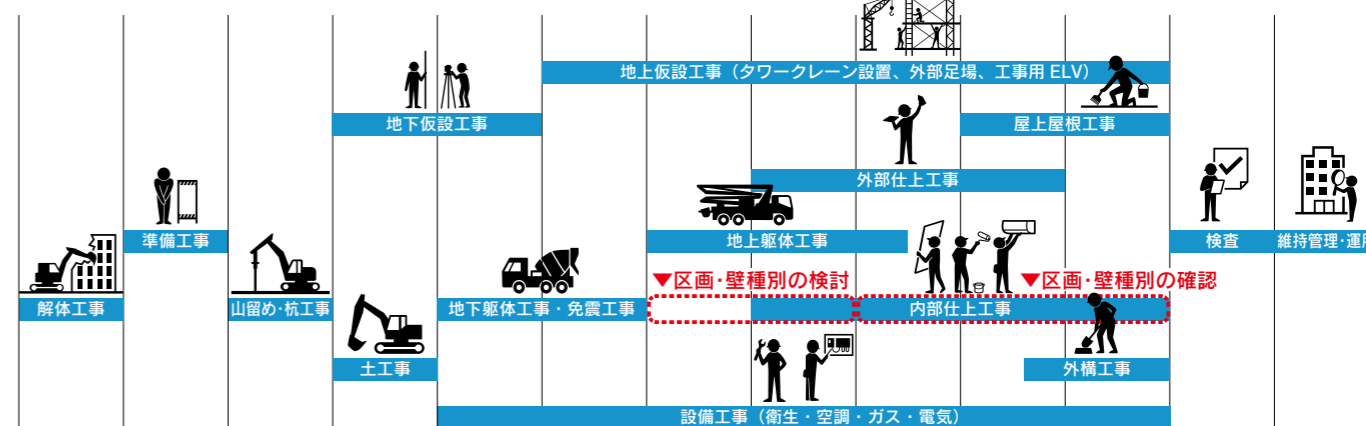 地上仮設工事（タワークレーン設置、外部足場、工事用 ELV）
地下仮設工事
屋上屋根工事
外部仕上工事
準備工事
地上躯体工事
検査
維持管理・運用
▼区画・壁種別の検討
▼区画・壁種別の確認
解体工事
山留め・杭工事
地下躯体工事・免震工事
内部仕上工事
土工事
外構工事
設備工事（衛生・空調・ガス・電気）